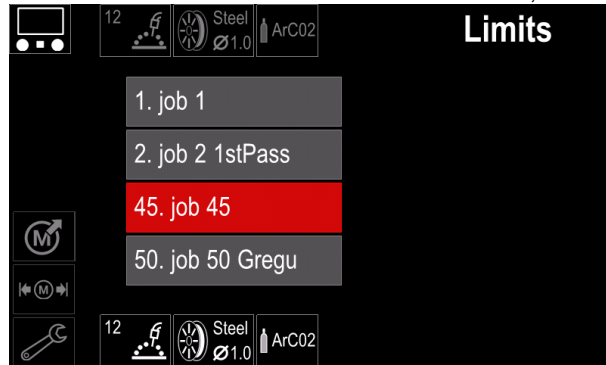 12
Steel
Ø1.0
ArC02
Limits
1. job 1
2. job 2 1stPass
45. job 45
50. job 50 Gregu
M
M
12
Steel
Ø1.0
ArC02